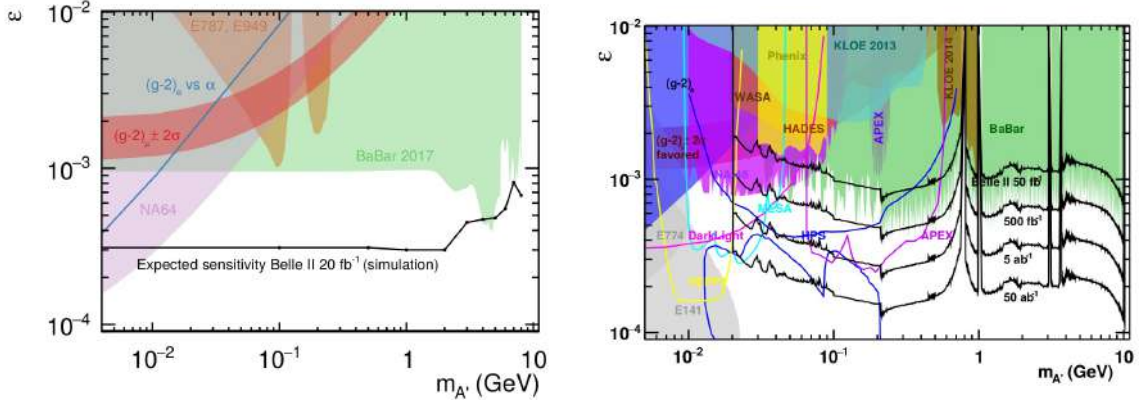 ε
10⁻²
10⁻³
10⁻⁴
E787, E949
(g-2)ₑ vs α
(g-2)μ ± 2σ
BaBar 2017
NA64
Expected sensitivity Belle II 20 fb⁻¹ (simulation)
10⁻² 10⁻¹ 1 10
m_A' (GeV)
ε
10⁻²
10⁻³
10⁻⁴
KLOE 2013
Phenix
KLOE 2014
(g-2)ₑ
WASA
HADES
APEX
BaBar
favored
Belle II 50 fb⁻¹
MESA
500 fb⁻¹
E774
DarkLight
HPS
APEX
5 ab⁻¹
50 ab⁻¹
E141
10⁻² 10⁻¹ 1 10
m_A' (GeV)